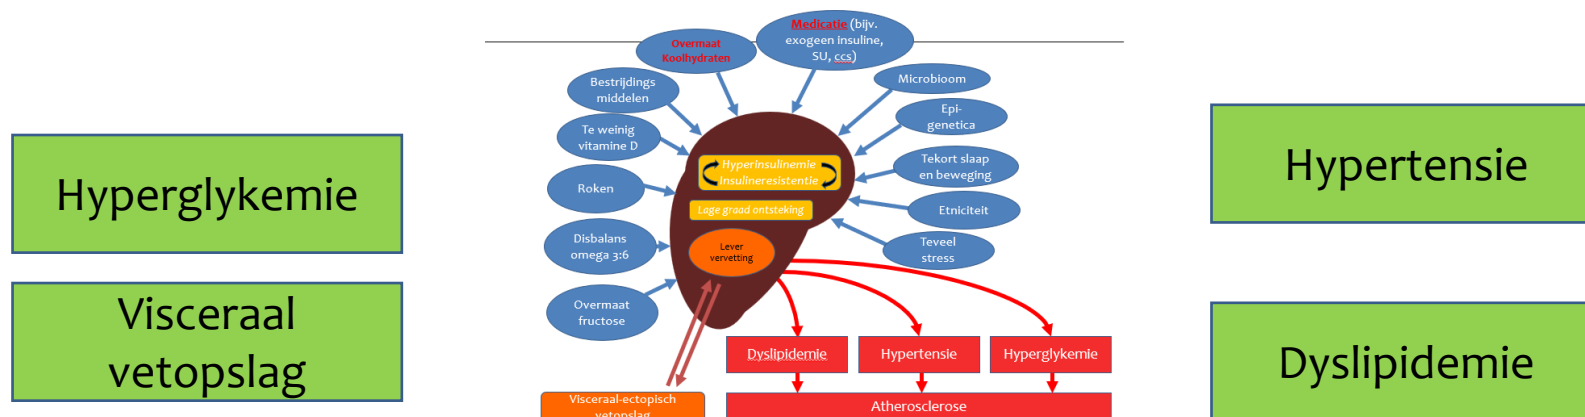 Hyperglykemie
Visceraal
vetopslag
Overmaat
Koolhydraten
Medicatie (bijv.
exogeen insuline,
SU, ccs)
Bestrijdings
middelen
Te weinig
vitamine D
Roken
Disbalans
omega 3:6
Overmaat
fructose
Microbioom
Epi-
genetica
Tekort slaap
en beweging
Etniciteit
Teveel
stress
Hyperinsulinemie
Insulineresistentie
Lage graad ontsteking
Lever
vervetting
Dyslipidemie
Hypertensie
Hyperglykemie
Visceraal-ectopisch
vetopslag
Atherosclerose
Hypertensie
Dyslipidemie